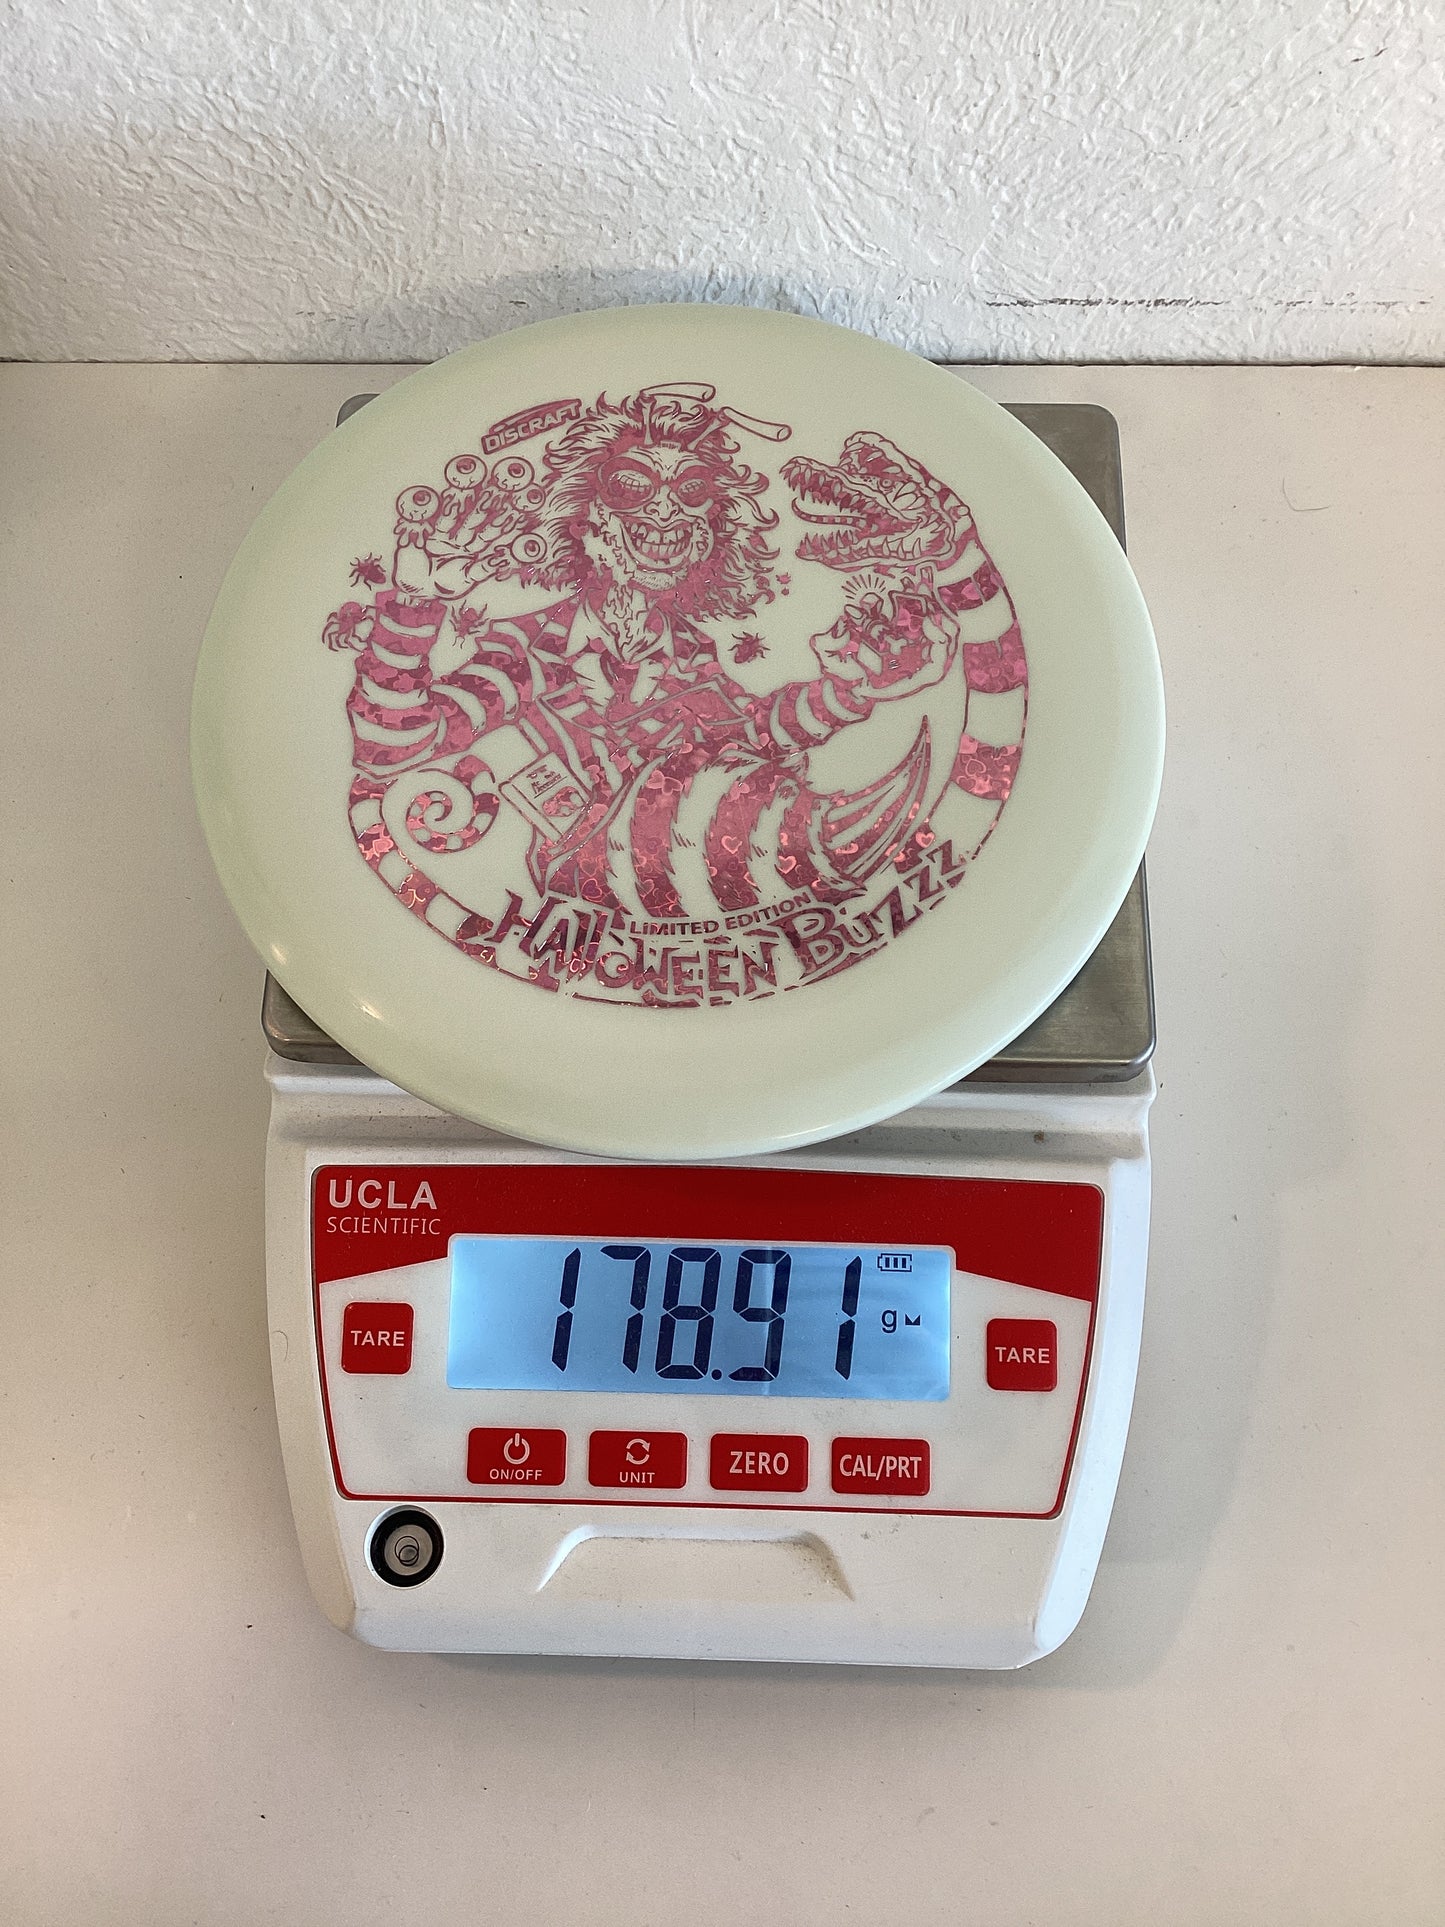 DISCRAFT
LIMITED EDITION
HALLOWEEN BUZZZ
UCLA
SCIENTIFIC
178.91
g
TARE
TARE
ON/OFF
UNIT
ZERO
CAL/PRT